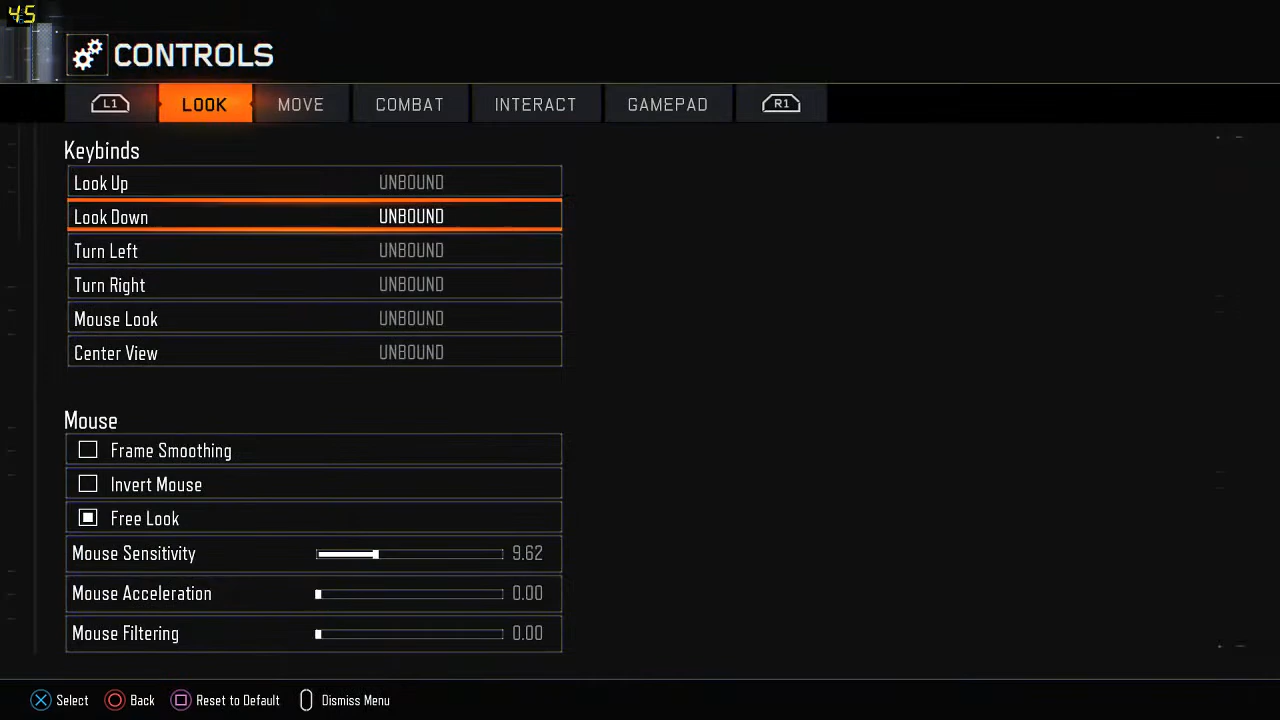 45
CONTROLS
L1 LOOK MOVE COMBAT INTERACT GAMEPAD R1
Keybinds
Look Up UNBOUND
Look Down UNBOUND
Turn Left UNBOUND
Turn Right UNBOUND
Mouse Look UNBOUND
Center View UNBOUND
Mouse
Frame Smoothing
Invert Mouse
Free Look
Mouse Sensitivity 9.62
Mouse Acceleration 0.00
Mouse Filtering 0.00
Select Back Reset to Default Dismiss Menu